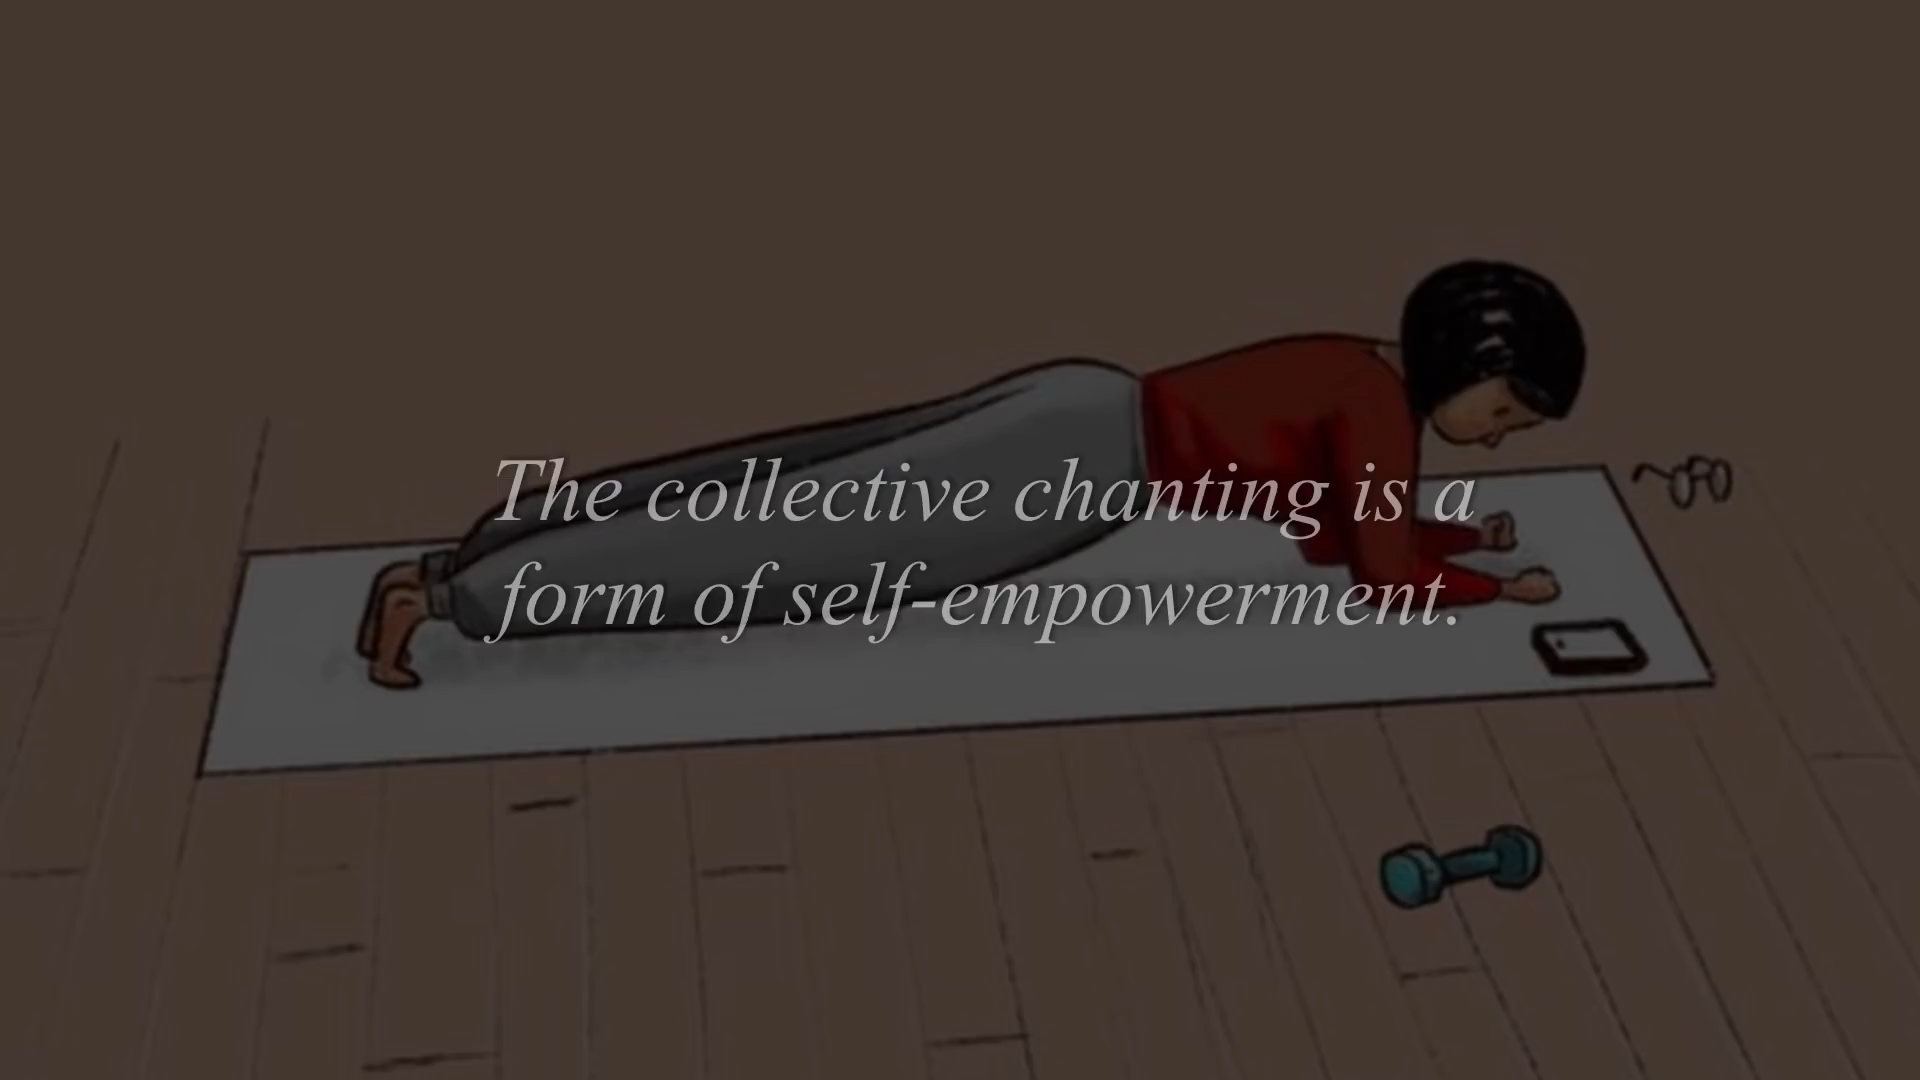 The collective chanting is a
form of self-empowerment.